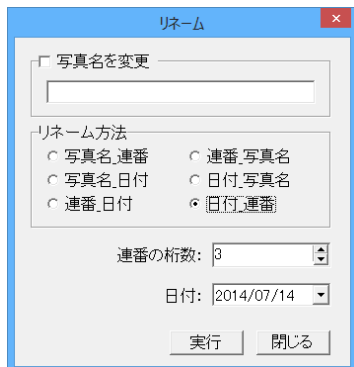 リネーム
写真名を変更
リネーム方法
写真名_連番 連番_写真名
写真名_日付 日付_写真名
連番_日付 日付_連番
連番の桁数: 3
日付: 2014/07/14
実行 閉じる